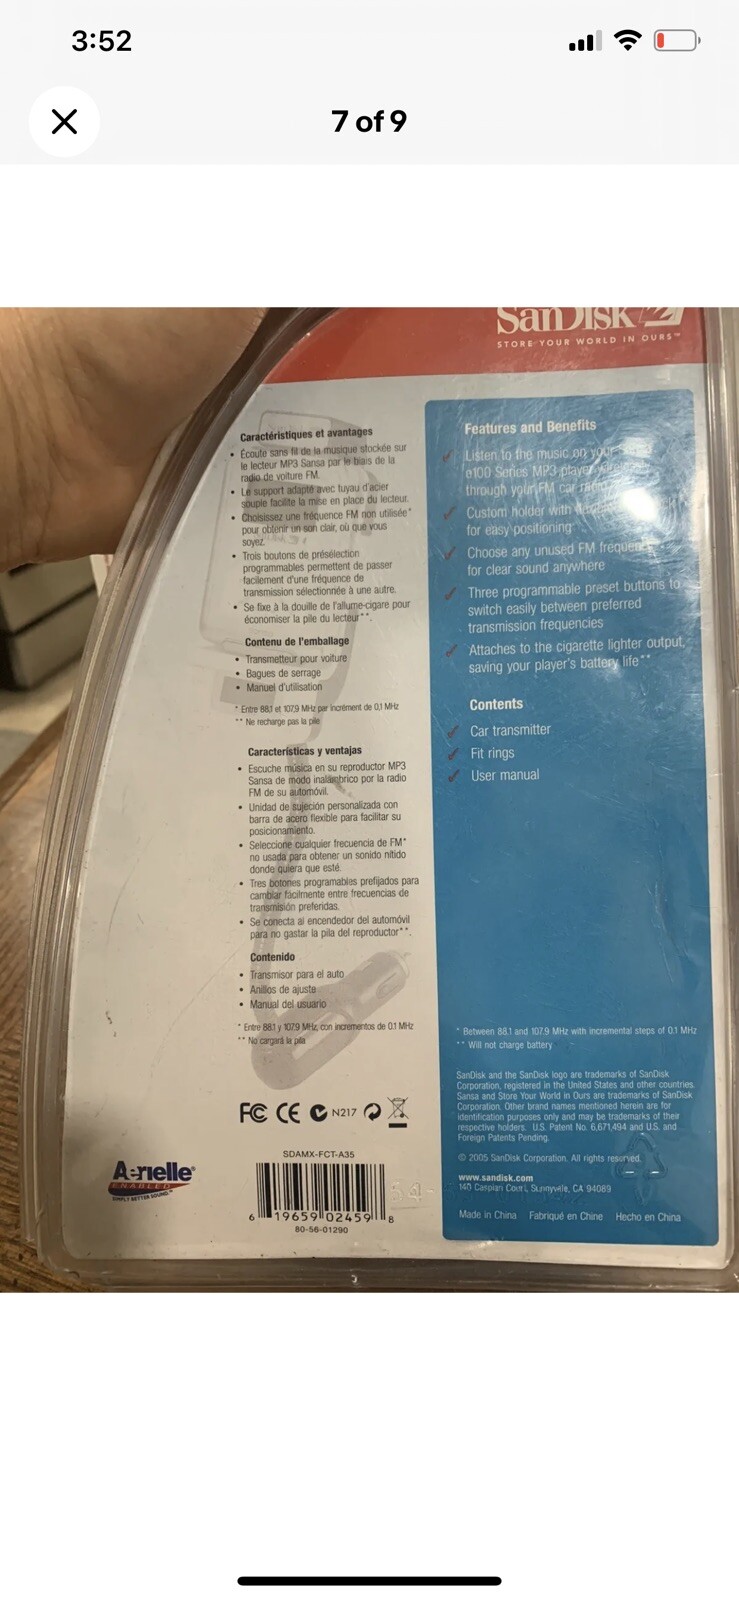 3:52
7 of 9
SanDisk
STORE YOUR WORLD IN OURS™
Caractéristiques et avantages
• Écoute sans fil de la musique stockée sur
le lecteur MP3 Sansa par le biais de la
radio de voiture FM.
• Le support adapté avec tuyau d'acier
souple facilite la mise en place du lecteur.
• Choisissez une fréquence FM non utilisée*
pour obtenir un son clair, où que vous
soyez.
• Trois boutons de présélection
programmables permettent de passer
facilement d'une fréquence de
transmission sélectionnée à une autre.
• Se fixe à la douille de l'allume-cigare pour
économiser la pile du lecteur**.
Contenu de l'emballage
• Transmetteur pour voiture
• Bagues de serrage
• Manuel d'utilisation
* Entre 88,1 et 107,9 MHz par incrément de 0,1 MHz
** Ne recharge pas la pile
Características y ventajas
• Escuche música en su reproductor MP3
Sansa de modo inalámbrico por la radio
FM de su automóvil.
• Unidad de sujeción personalizada con
barra de acero flexible para facilitar su
posicionamiento.
• Seleccione cualquier frecuencia de FM*
no usada para obtener un sonido nítido
donde quiera que esté.
• Tres botones programables prefijados para
cambiar fácilmente entre frecuencias de
transmisión preferidas.
• Se conecta al encendedor del automóvil
para no gastar la pila del reproductor**.
Contenido
• Transmisor para el auto
• Anillos de ajuste
• Manual del usuario
* Entre 88.1 y 107.9 MHz, con incrementos de 0.1 MHz
** No cargará la pila
FC CE N217
Aerielle
ENABLED
SIMPLY BETTER SOUND.™
SDAMX-FCT-A35
6 19659 02459 8
80-56-01290
54-
Features and Benefits
Listen to the music on your
e100 Series MP3 player
through your FM car radio
Custom holder with
for easy positioning
Choose any unused FM frequency
for clear sound anywhere
Three programmable preset buttons to
switch easily between preferred
transmission frequencies
Attaches to the cigarette lighter output,
saving your player's battery life**
Contents
Car transmitter
Fit rings
User manual
* Between 88.1 and 107.9 MHz with incremental steps of 0.1 MHz
** Will not charge battery
SanDisk and the SanDisk logo are trademarks of SanDisk
Corporation, registered in the United States and other countries.
Sansa and Store Your World in Ours are trademarks of SanDisk
Corporation. Other brand names mentioned herein are for
identification purposes only and may be trademarks of their
respective holders. U.S. Patent No. 6,671,494 and U.S. and
Foreign Patents Pending.
© 2005 SanDisk Corporation. All rights reserved.
www.sandisk.com
140 Caspian Court, Sunnyvale, CA 94089
Made in China Fabriqué en Chine Hecho en China